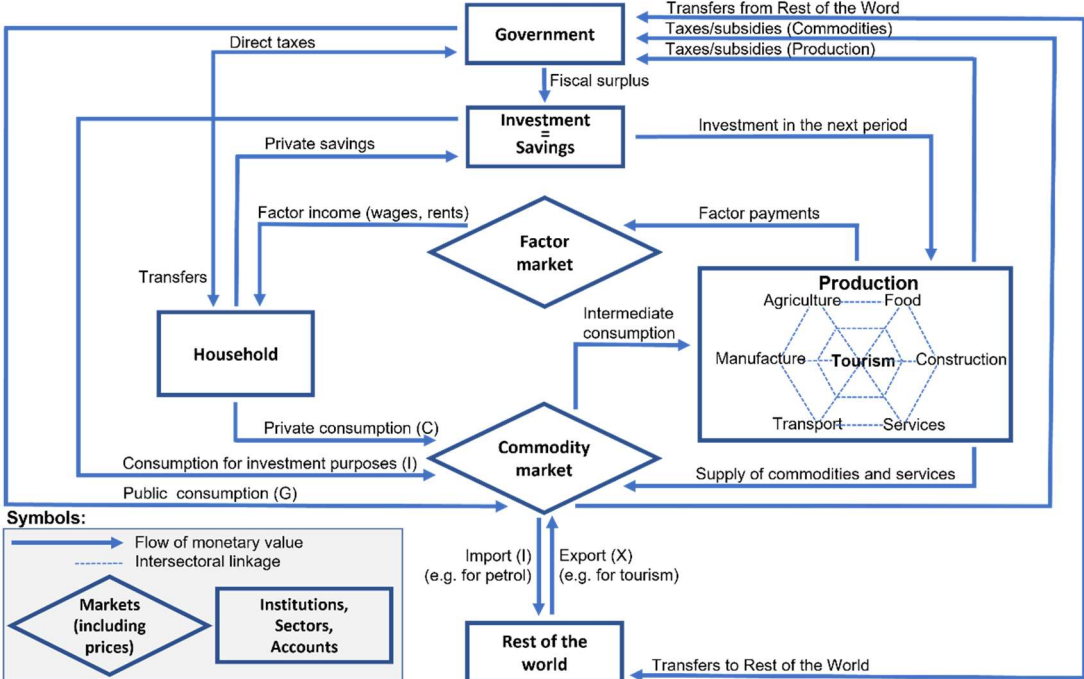 Transfers from Rest of the Word
Government
Taxes/subsidies (Commodities)
Direct taxes
Taxes/subsidies (Production)
Fiscal surplus
Investment
=
Savings
Investment in the next period
Private savings
Factor income (wages, rents)
Factor payments
Factor
market
Transfers
Production
Agriculture
Food
Intermediate
consumption
Household
Manufacture
Tourism
Construction
Transport
Services
Private consumption (C)
Commodity
market
Consumption for investment purposes (I)
Supply of commodities and services
Public consumption (G)
Symbols:
Flow of monetary value
Intersectoral linkage
Import (I)
(e.g. for petrol)
Export (X)
(e.g. for tourism)
Markets
(including
prices)
Institutions,
Sectors,
Accounts
Rest of the
world
Transfers to Rest of the World